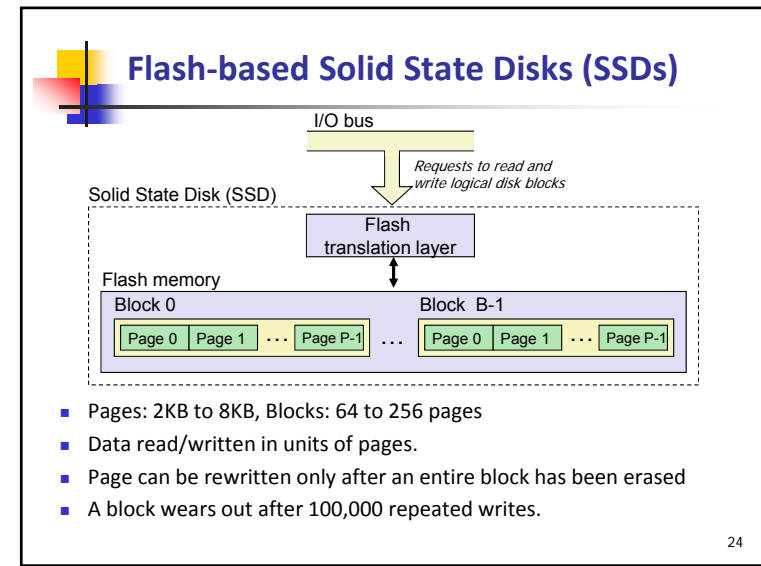 Flash-based Solid State Disks (SSDs)
I/O bus
Requests to read and
write logical disk blocks
Solid State Disk (SSD)
Flash
translation layer
Flash memory
Block 0
Block B-1
Page 0 Page 1 ... Page P-1 ... Page 0 Page 1 ... Page P-1
Pages: 2KB to 8KB, Blocks: 64 to 256 pages
Data read/written in units of pages.
Page can be rewritten only after an entire block has been erased
A block wears out after 100,000 repeated writes.
24